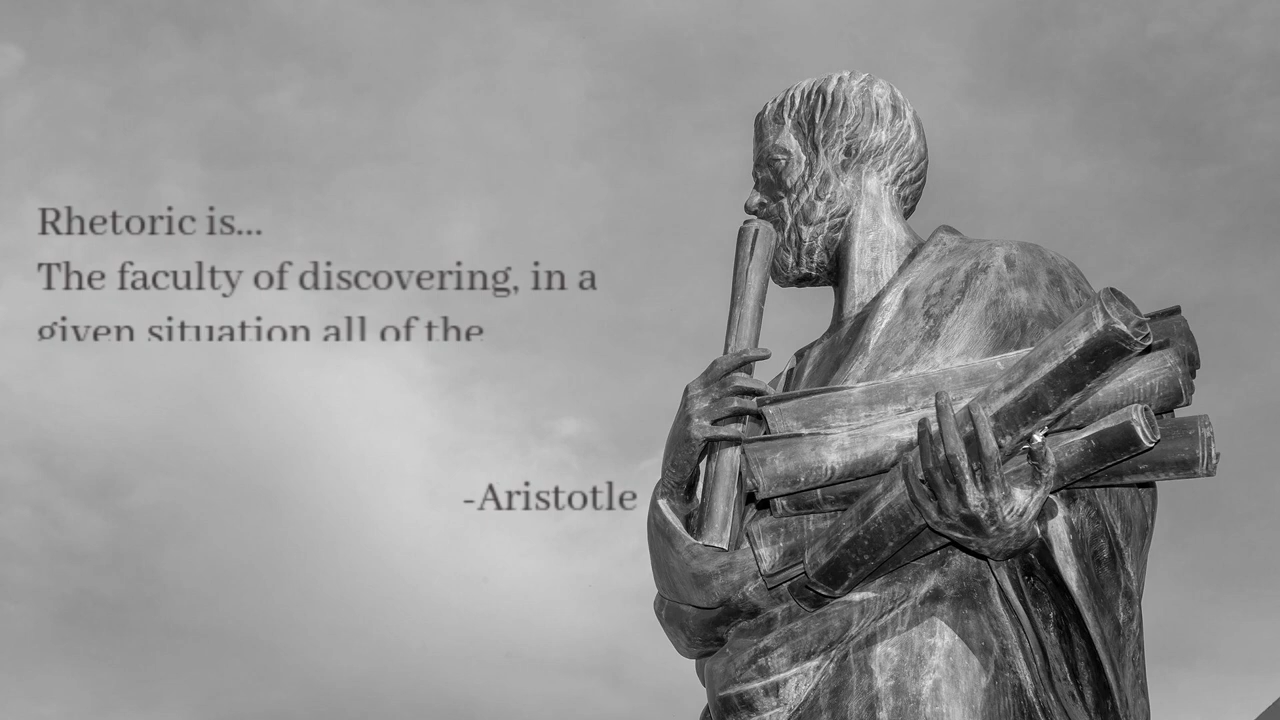 Rhetoric is...
The faculty of discovering, in a
given situation all of the
-Aristotle